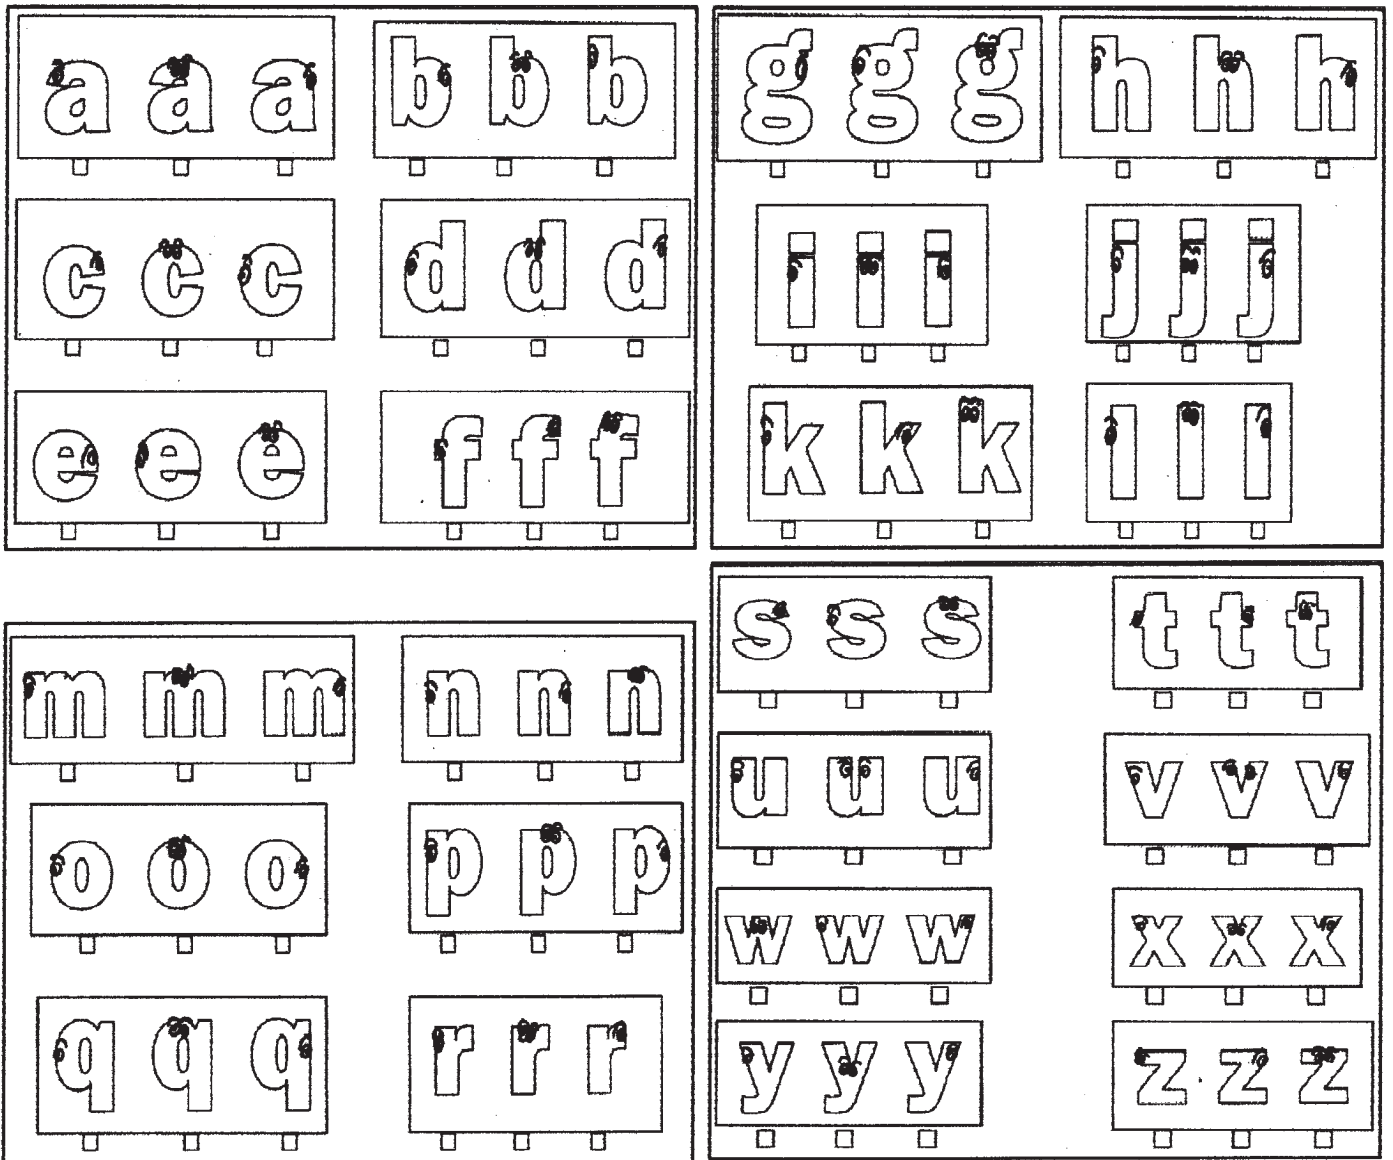 a a a
b b b
c c c
d d d
e e e
f f f
g g g
h h h
i i i
j j j
k k k
l l l
m m m
n n n
o o o
p p p
q q q
r r r
s s s
t t t
u u u
v v v
w w w
x x x
y y y
z z z